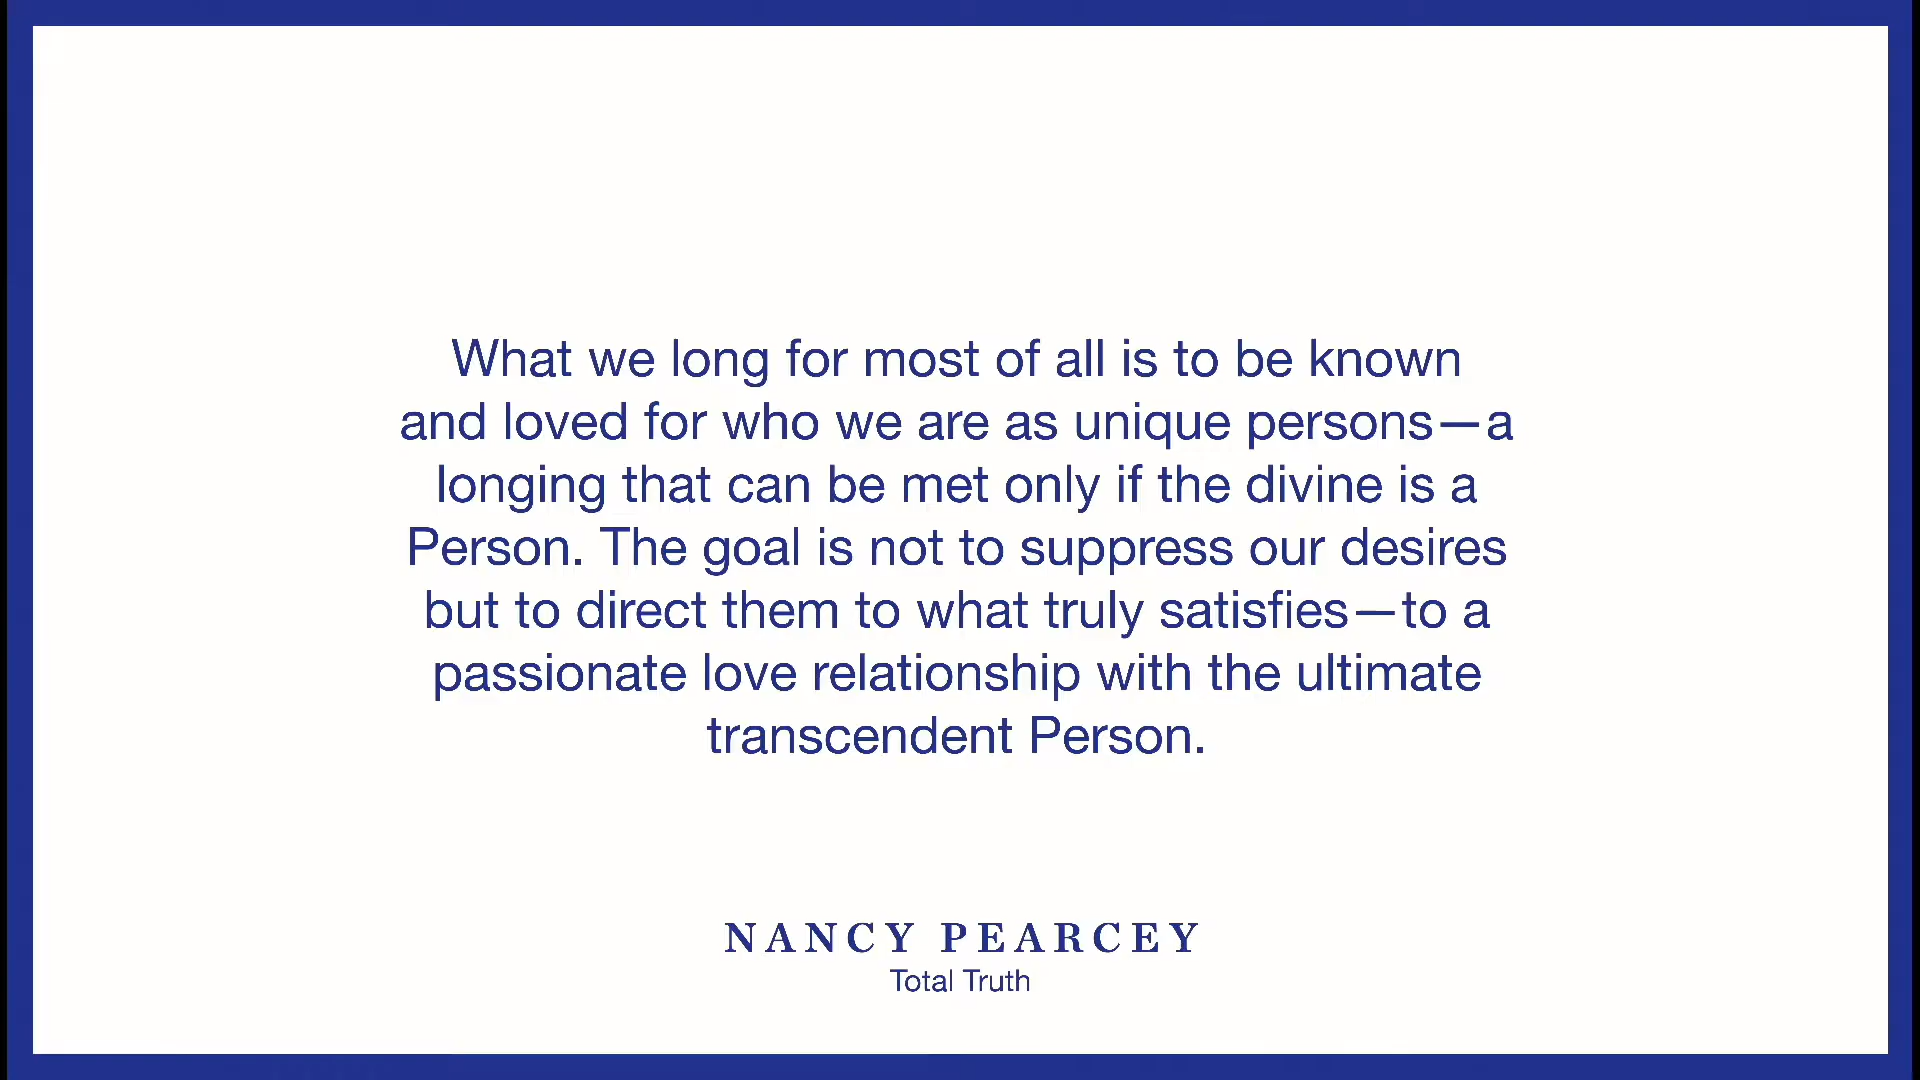 What we long for most of all is to be known
and loved for who we are as unique persons—a
longing that can be met only if the divine is a
Person. The goal is not to suppress our desires
but to direct them to what truly satisfies—to a
passionate love relationship with the ultimate
transcendent Person.
NANCY PEARCEY
Total Truth